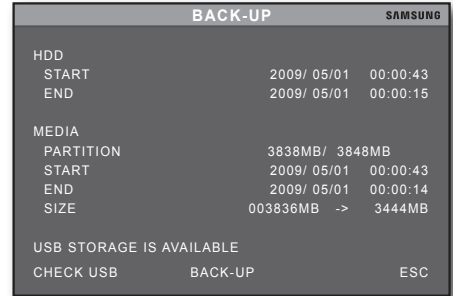 BACK-UP SAMSUNG
HDD
START 2009/ 05/01 00:00:43
END 2009/ 05/01 00:00:15
MEDIA
PARTITION 3838MB/ 3848MB
START 2009/ 05/01 00:00:43
END 2009/ 05/01 00:00:14
SIZE 003836MB -> 3444MB
USB STORAGE IS AVAILABLE
CHECK USB BACK-UP ESC